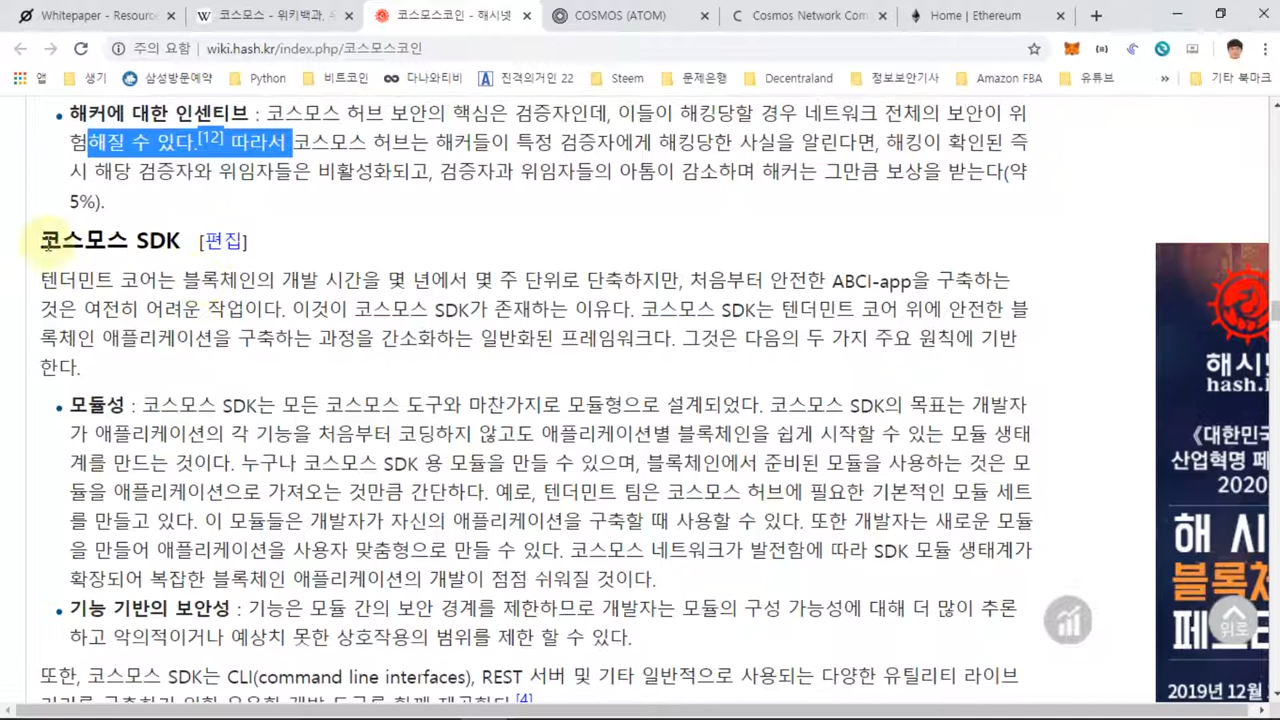 Whitepaper - Resourc
코스모스 - 위키백과, 우
코스모스코인 - 해시넷
COSMOS (ATOM)
Cosmos Network Com
Home | Ethereum
주의 요함 | wiki.hash.kr/index.php/코스모스코인
앱 생기 삼성방문예약 Python 비트코인 다나와티비 진격의거인 22 Steem 문제은행 Decentraland 정보보안기사 Amazon FBA 유튜브 » 기타 북마크
• 해커에 대한 인센티브 : 코스모스 허브 보안의 핵심은 검증자인데, 이들이 해킹당할 경우 네트워크 전체의 보안이 위
험해질 수 있다.[12] 따라서 코스모스 허브는 해커들이 특정 검증자에게 해킹당한 사실을 알린다면, 해킹이 확인된 즉
시 해당 검증자와 위임자들은 비활성화되고, 검증자과 위임자들의 아톰이 감소하며 해커는 그만큼 보상을 받는다(약
5%).
코스모스 SDK [편집]
텐더민트 코어는 블록체인의 개발 시간을 몇 년에서 몇 주 단위로 단축하지만, 처음부터 안전한 ABCI-app을 구축하는
것은 여전히 어려운 작업이다. 이것이 코스모스 SDK가 존재하는 이유다. 코스모스 SDK는 텐더민트 코어 위에 안전한 블
록체인 애플리케이션을 구축하는 과정을 간소화하는 일반화된 프레임워크다. 그것은 다음의 두 가지 주요 원칙에 기반
한다.
• 모듈성 : 코스모스 SDK는 모든 코스모스 도구와 마찬가지로 모듈형으로 설계되었다. 코스모스 SDK의 목표는 개발자
가 애플리케이션의 각 기능을 처음부터 코딩하지 않고도 애플리케이션별 블록체인을 쉽게 시작할 수 있는 모듈 생태
계를 만드는 것이다. 누구나 코스모스 SDK 용 모듈을 만들 수 있으며, 블록체인에서 준비된 모듈을 사용하는 것은 모
듈을 애플리케이션으로 가져오는 것만큼 간단하다. 예로, 텐더민트 팀은 코스모스 허브에 필요한 기본적인 모듈 세트
를 만들고 있다. 이 모듈들은 개발자가 자신의 애플리케이션을 구축할 때 사용할 수 있다. 또한 개발자는 새로운 모듈
을 만들어 애플리케이션을 사용자 맞춤형으로 만들 수 있다. 코스모스 네트워크가 발전함에 따라 SDK 모듈 생태계가
확장되어 복잡한 블록체인 애플리케이션의 개발이 점점 쉬워질 것이다.
• 기능 기반의 보안성 : 기능은 모듈 간의 보안 경계를 제한하므로 개발자는 모듈의 구성 가능성에 대해 더 많이 추론
하고 악의적이거나 예상치 못한 상호작용의 범위를 제한 할 수 있다.
또한, 코스모스 SDK는 CLI(command line interfaces), REST 서버 및 기타 일반적으로 사용되는 다양한 유틸리티 라이브
[4]
해시넷
hash.k
《대한민국
산업혁명 페
2020
해 시
블록체
페스티
위로
2019년 12월